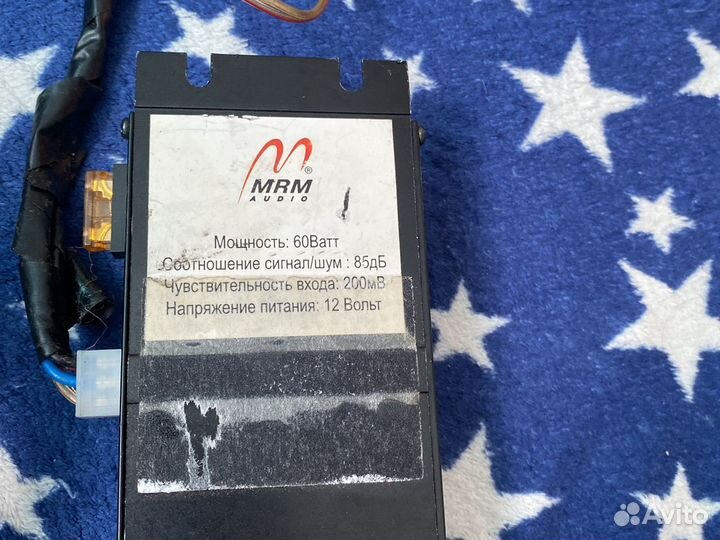 ®
MRM
AUDIO
Мощность: 60Ватт
Соотношение сигнал/шум : 85дБ
Чувствительность входа: 200мВ
Напряжение питания: 12 Вольт
Avito